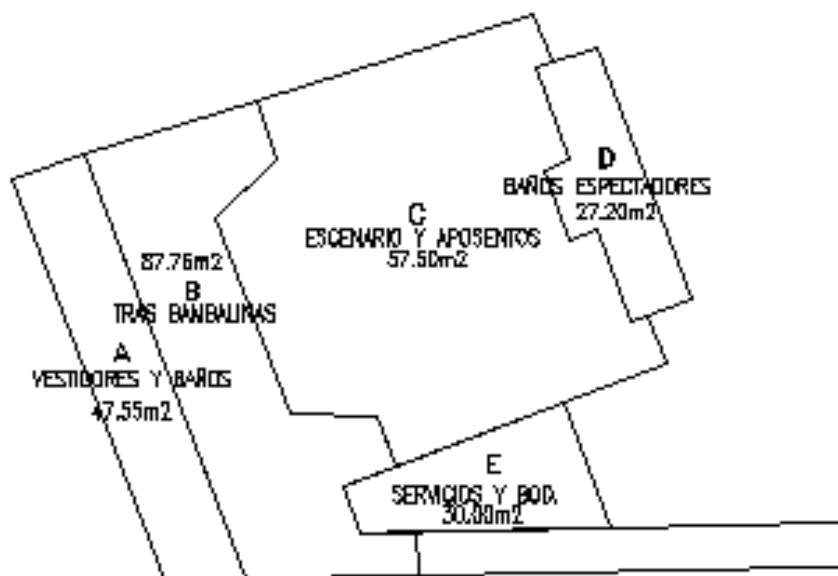 D
BAÑOS ESPECTADORES
27.20m2
C
ESCENARIO Y APOSENTOS
57.50m2
87.76m2
B
TRAS BAMBALINAS
A
VESTIDORES Y BAÑOS
47.55m2
E
SERVICIOS Y
30.00m2